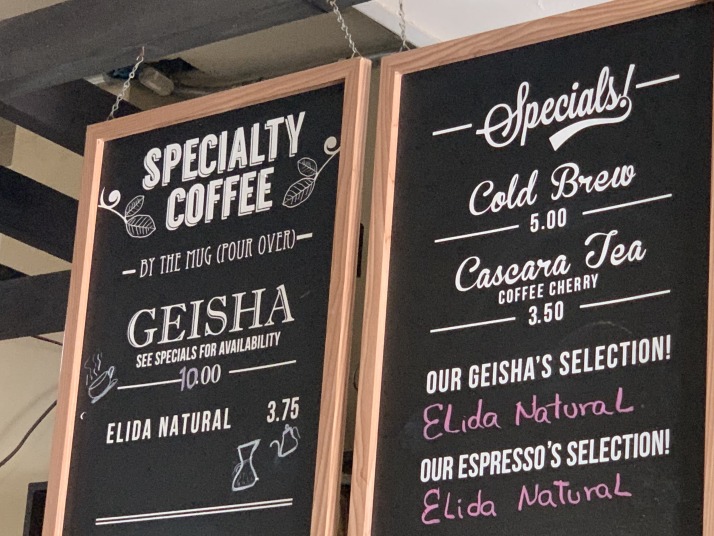 SPECIALTY
COFFEE
BY THE MUG (POUR OVER)
GEISHA
SEE SPECIALS FOR AVAILABILITY
10.00
ELIDA NATURAL 3.75
Specials!
Cold Brew
5.00
Cascara Tea
COFFEE CHERRY
3.50
OUR GEISHA'S SELECTION!
ELida NaturaL
OUR ESPRESSO'S SELECTION!
Elida NaturaL